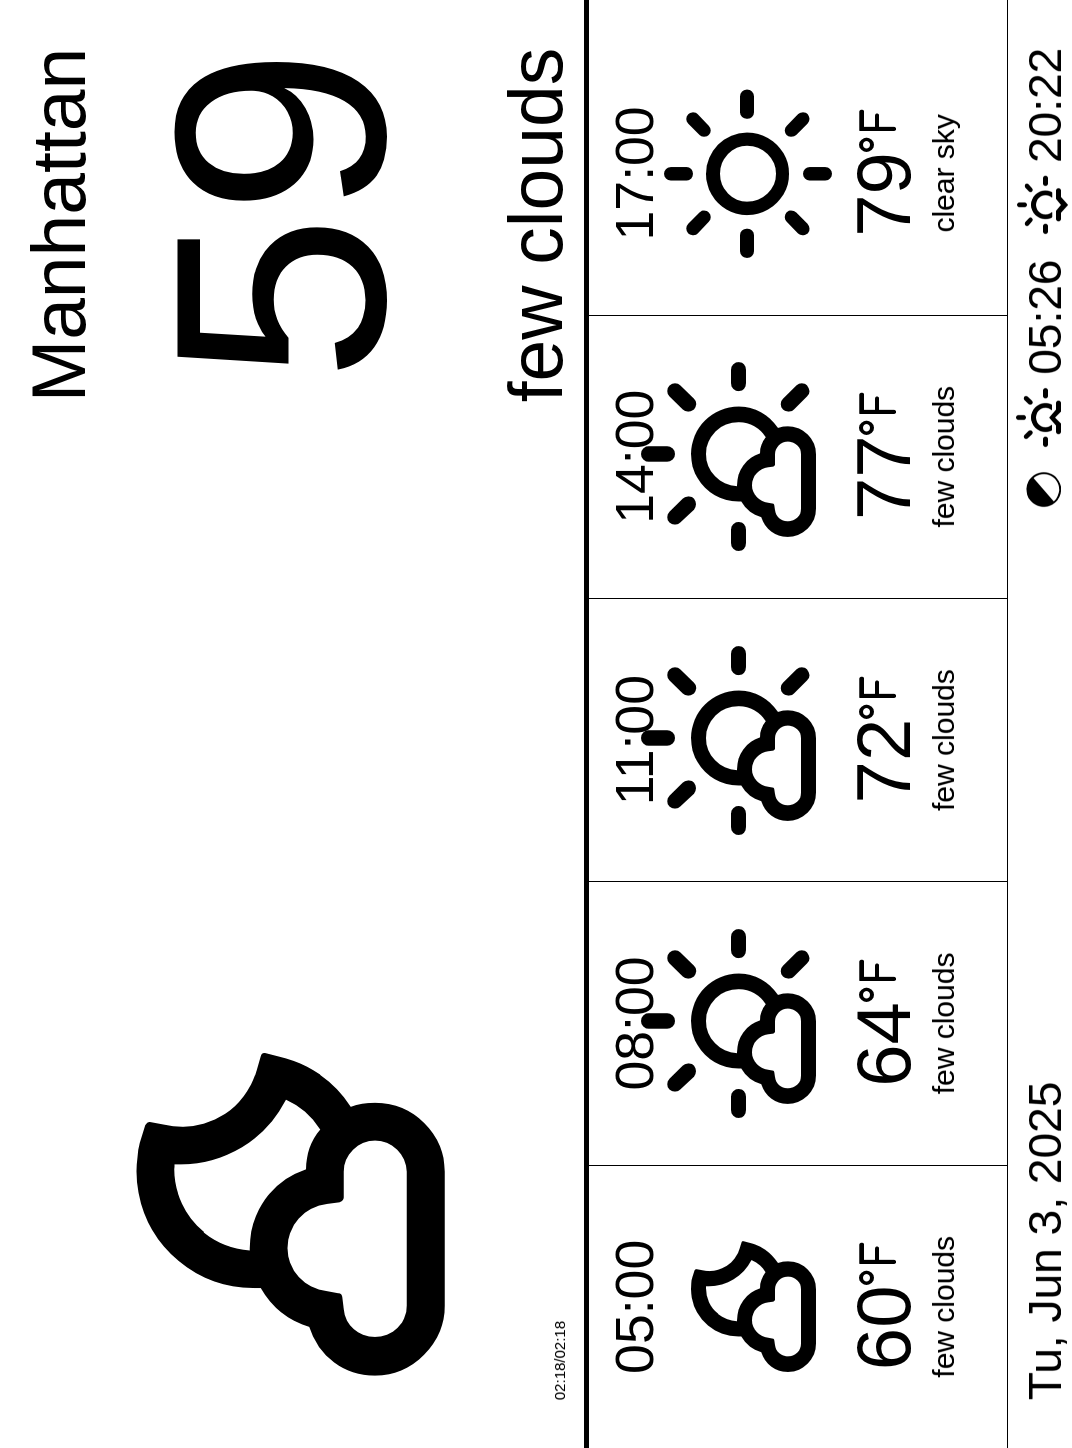 Manhattan
59
few clouds
02:18/02:18
05:00
60°F
few clouds
08:00
64°F
few clouds
11:00
72°F
few clouds
14:00
77°F
few clouds
17:00
79°F
clear sky
Tu, Jun 3, 2025
05:26
20:22